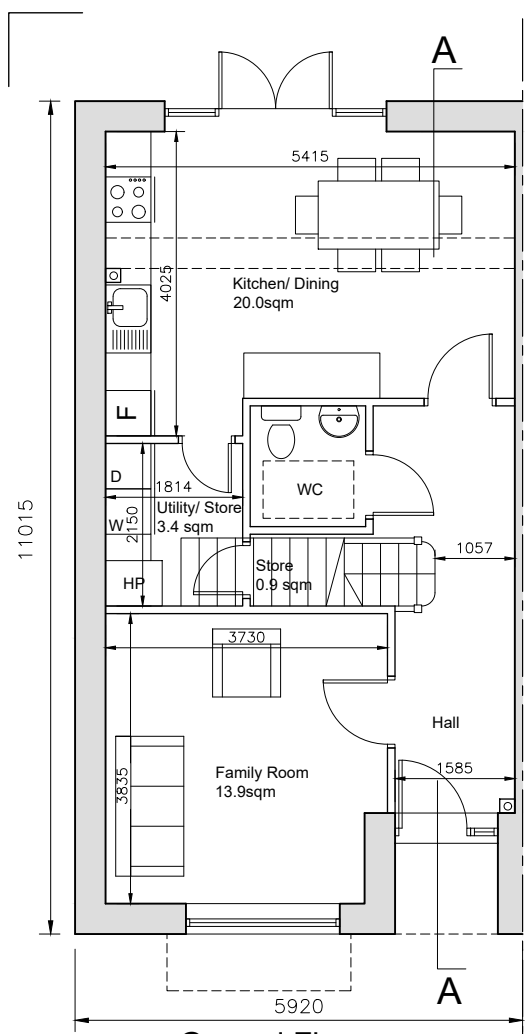 A
5415
4025
Kitchen/ Dining
20.0sqm
F
D
1814
Utility/ Store
3.4 sqm
W
2150
HP
WC
Store
0.9 sqm
1057
11015
3730
Hall
3835
Family Room
13.9sqm
1585
A
5920